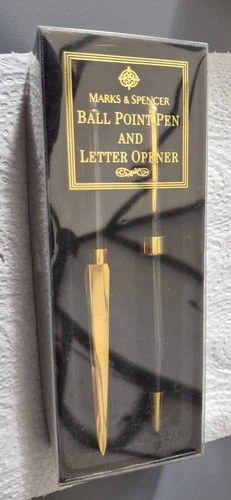 MARKS & SPENCER
BALL POINT PEN
AND
LETTER OPENER